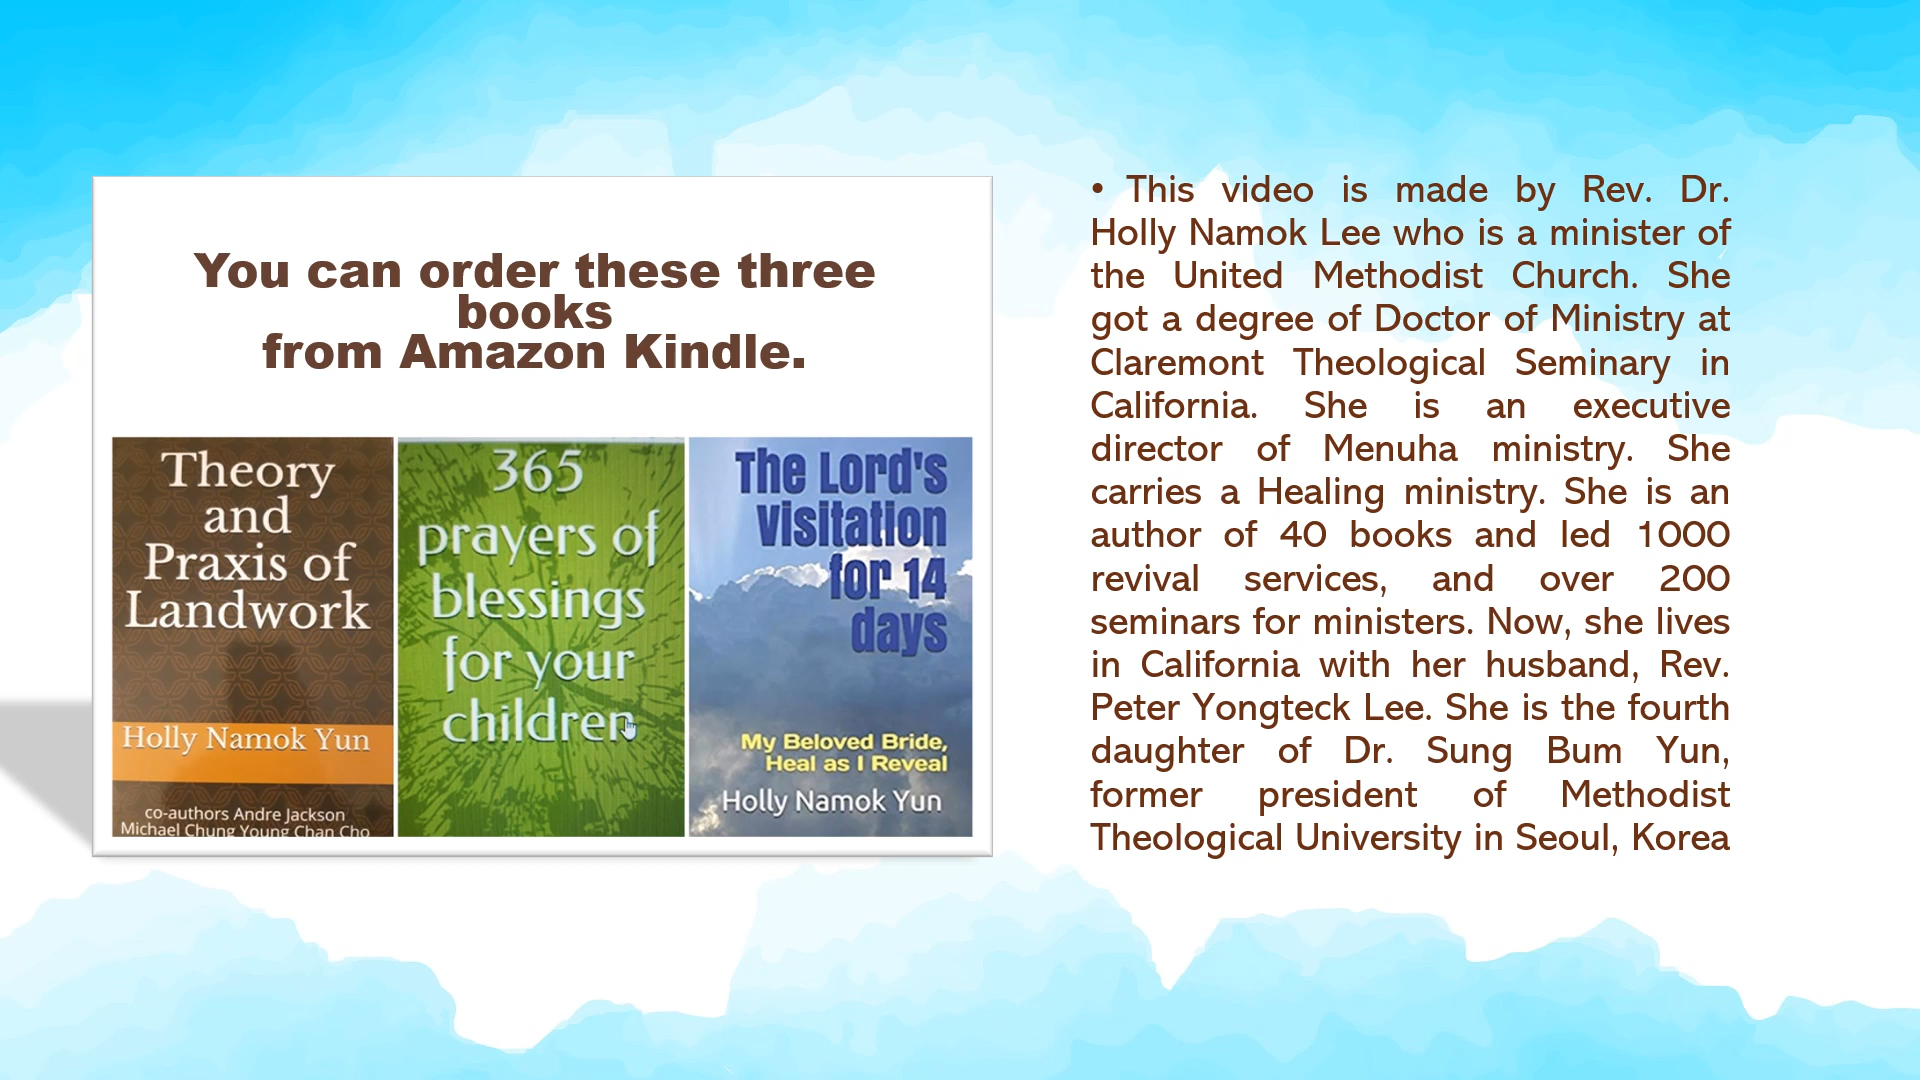 You can order these three
books
from Amazon Kindle.
Theory
and
Praxis of
Landwork
Holly Namok Yun
co-authors Andre Jackson
Michael Chung Young Chan Cho
365
prayers of
blessings
for your
children
The Lord's
Visitation
for 14
days
My Beloved Bride,
Heal as I Reveal
Holly Namok Yun
• This video is made by Rev. Dr.
Holly Namok Lee who is a minister of
the United Methodist Church. She
got a degree of Doctor of Ministry at
Claremont Theological Seminary in
California. She is an executive
director of Menuha ministry. She
carries a Healing ministry. She is an
author of 40 books and led 1000
revival services, and over 200
seminars for ministers. Now, she lives
in California with her husband, Rev.
Peter Yongteck Lee. She is the fourth
daughter of Dr. Sung Bum Yun,
former president of Methodist
Theological University in Seoul, Korea